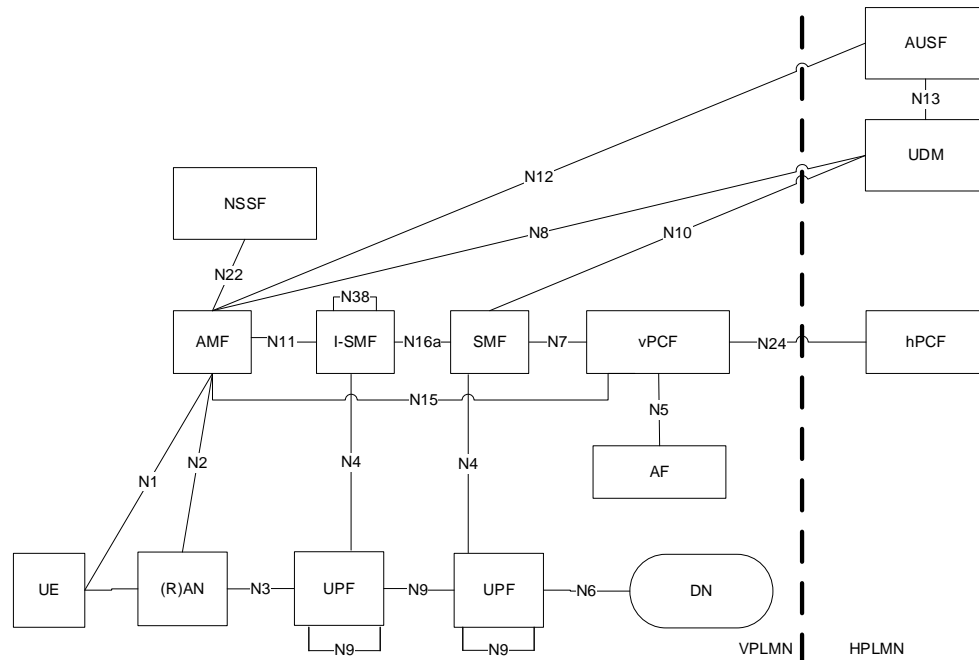 AUSF
N13
UDM
N12
NSSF
N8
N10
N22
N38
AMF
N11
I-SMF
N16a
SMF
N7
vPCF
N24
hPCF
N15
N5
N2
N4
N4
AF
N1
UE
(R)AN
N3
UPF
N9
UPF
N6
DN
N9
N9
VPLMN
HPLMN